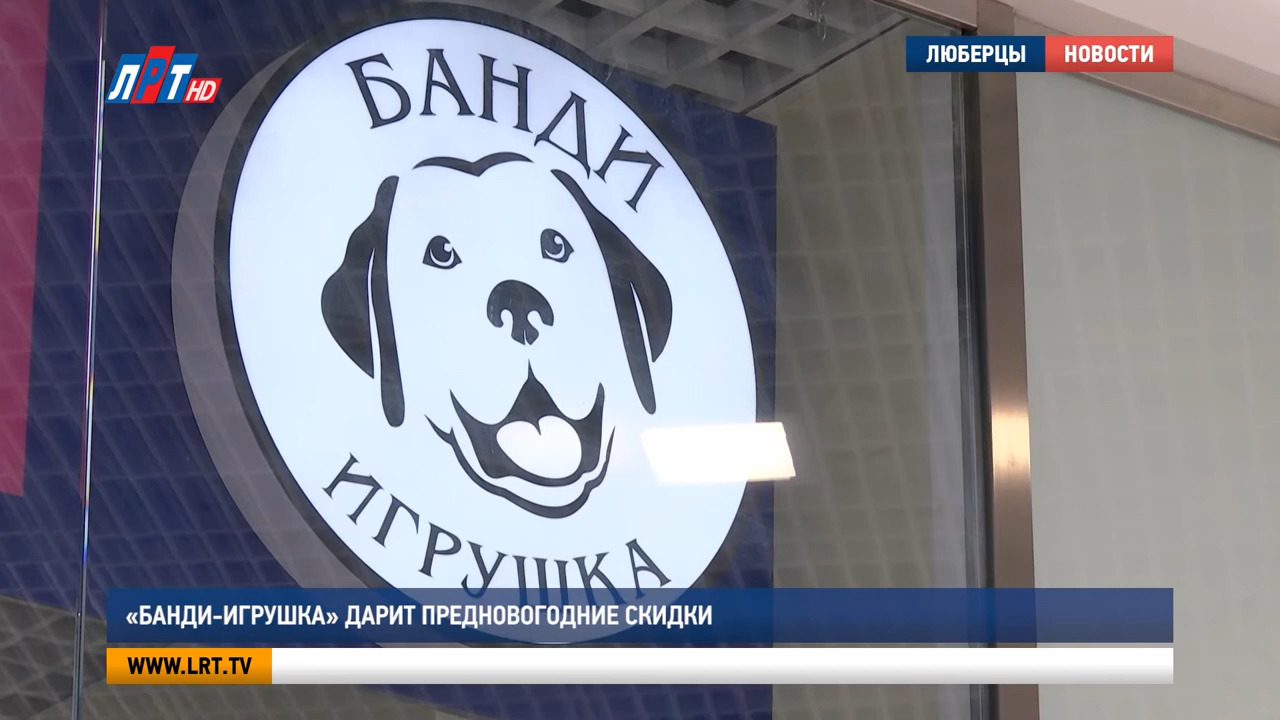 ЛРТ HD
ЛЮБЕРЦЫ НОВОСТИ
БАНДИ
ИГРУШКА
«БАНДИ-ИГРУШКА» ДАРИТ ПРЕДНОВОГОДНИЕ СКИДКИ
WWW.LRT.TV